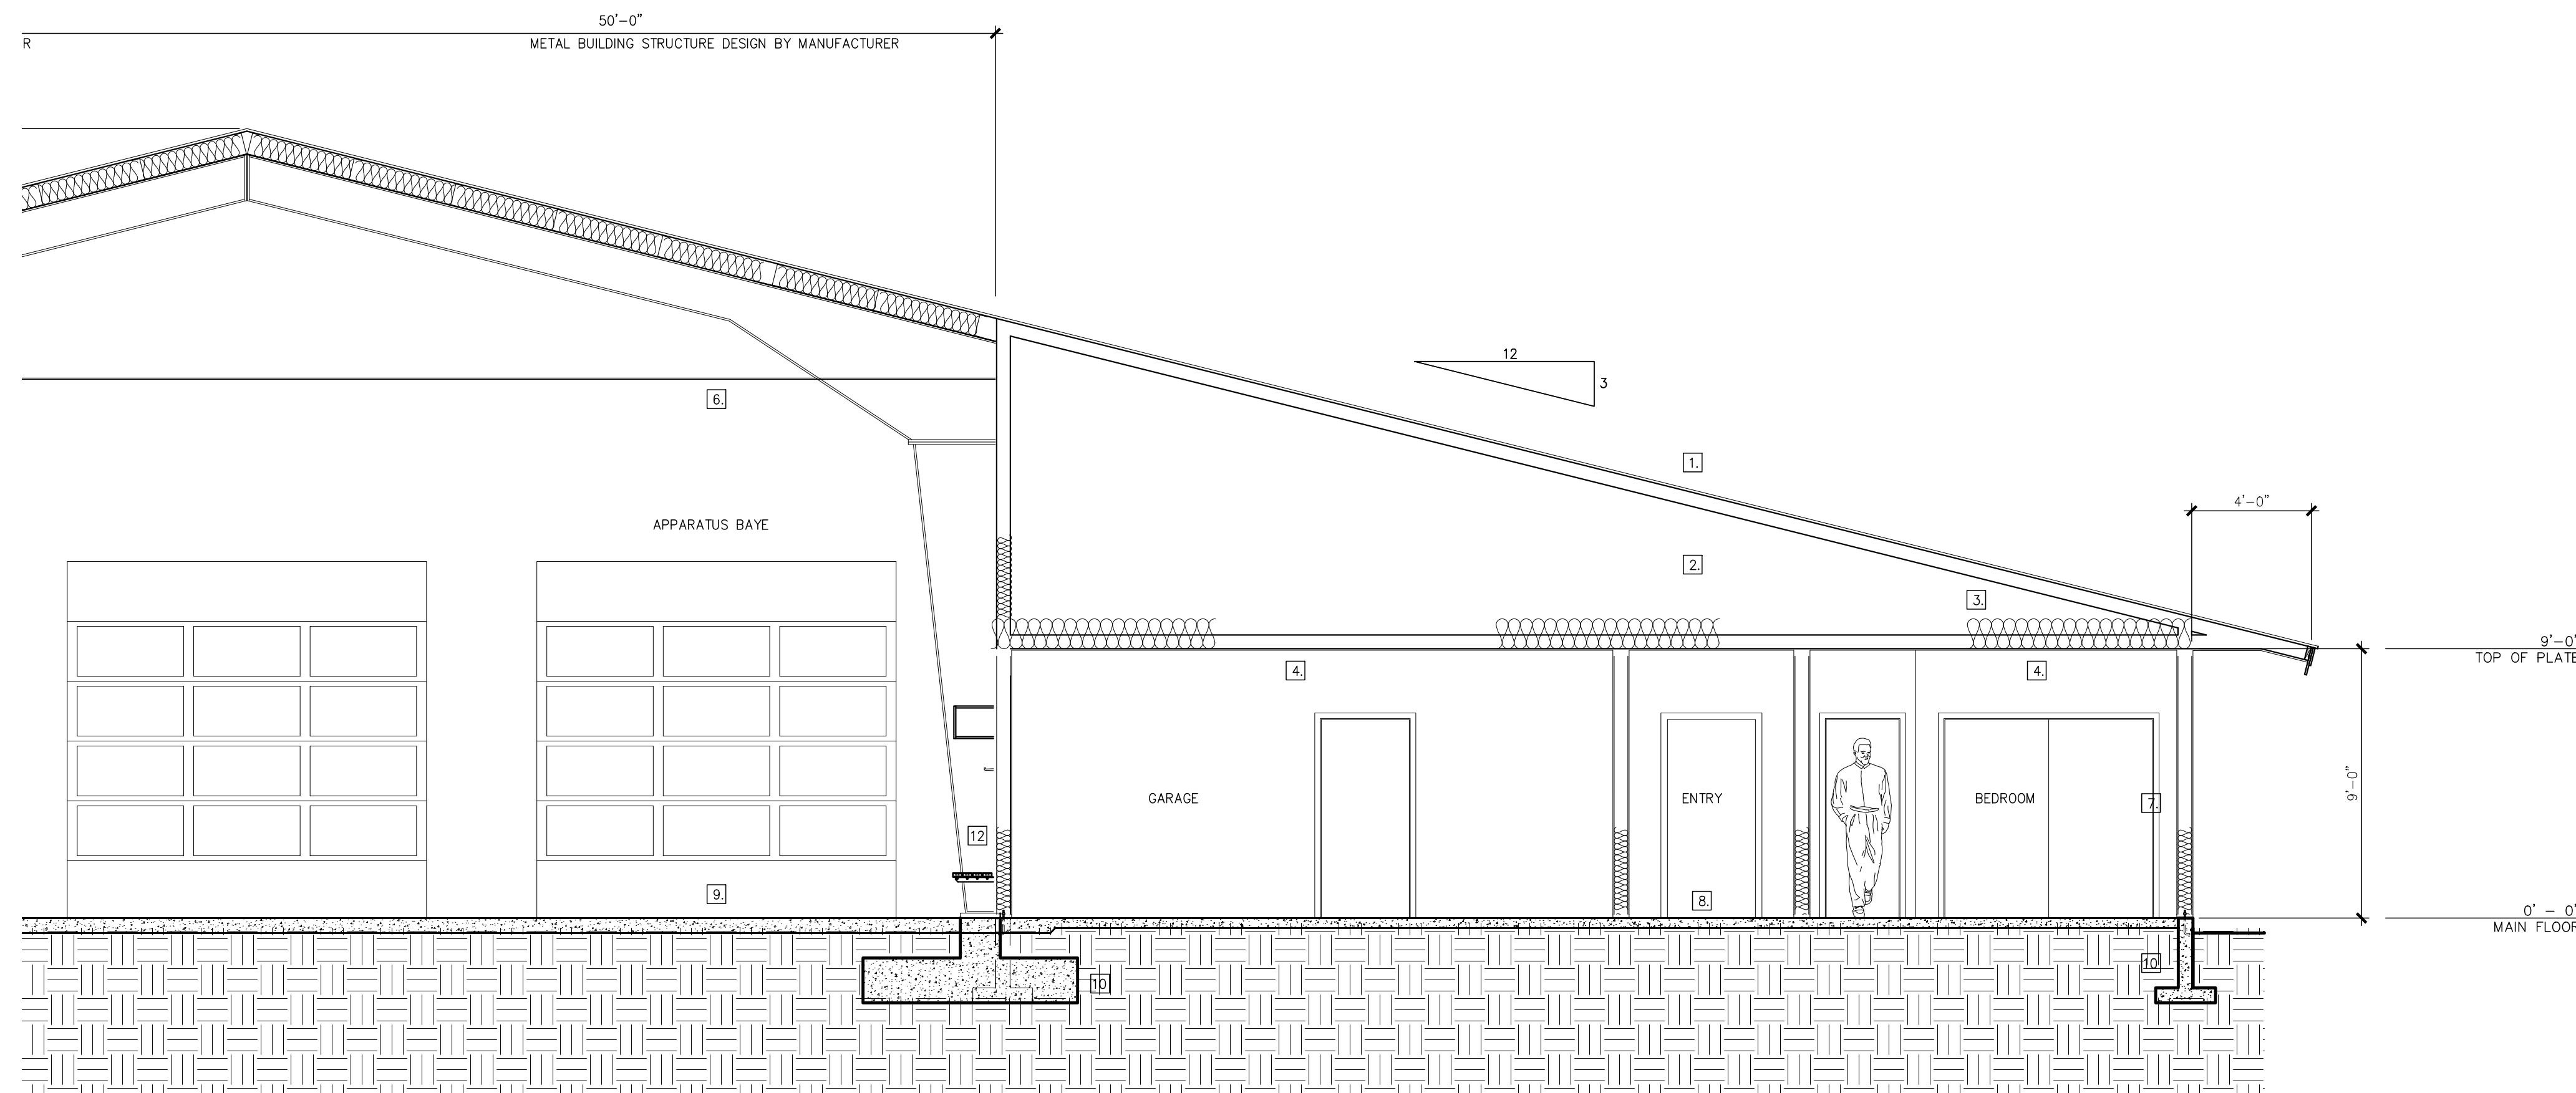 50'-0"
R
METAL BUILDING STRUCTURE DESIGN BY MANUFACTURER
12
3
6.
1.
4'-0"
APPARATUS BAYE
2.
3.
9'-0"
TOP OF PLATE
4.
4.
GARAGE
ENTRY
BEDROOM
7.
9'-0"
12
9.
8.
0' - 0"
MAIN FLOOR
10
10